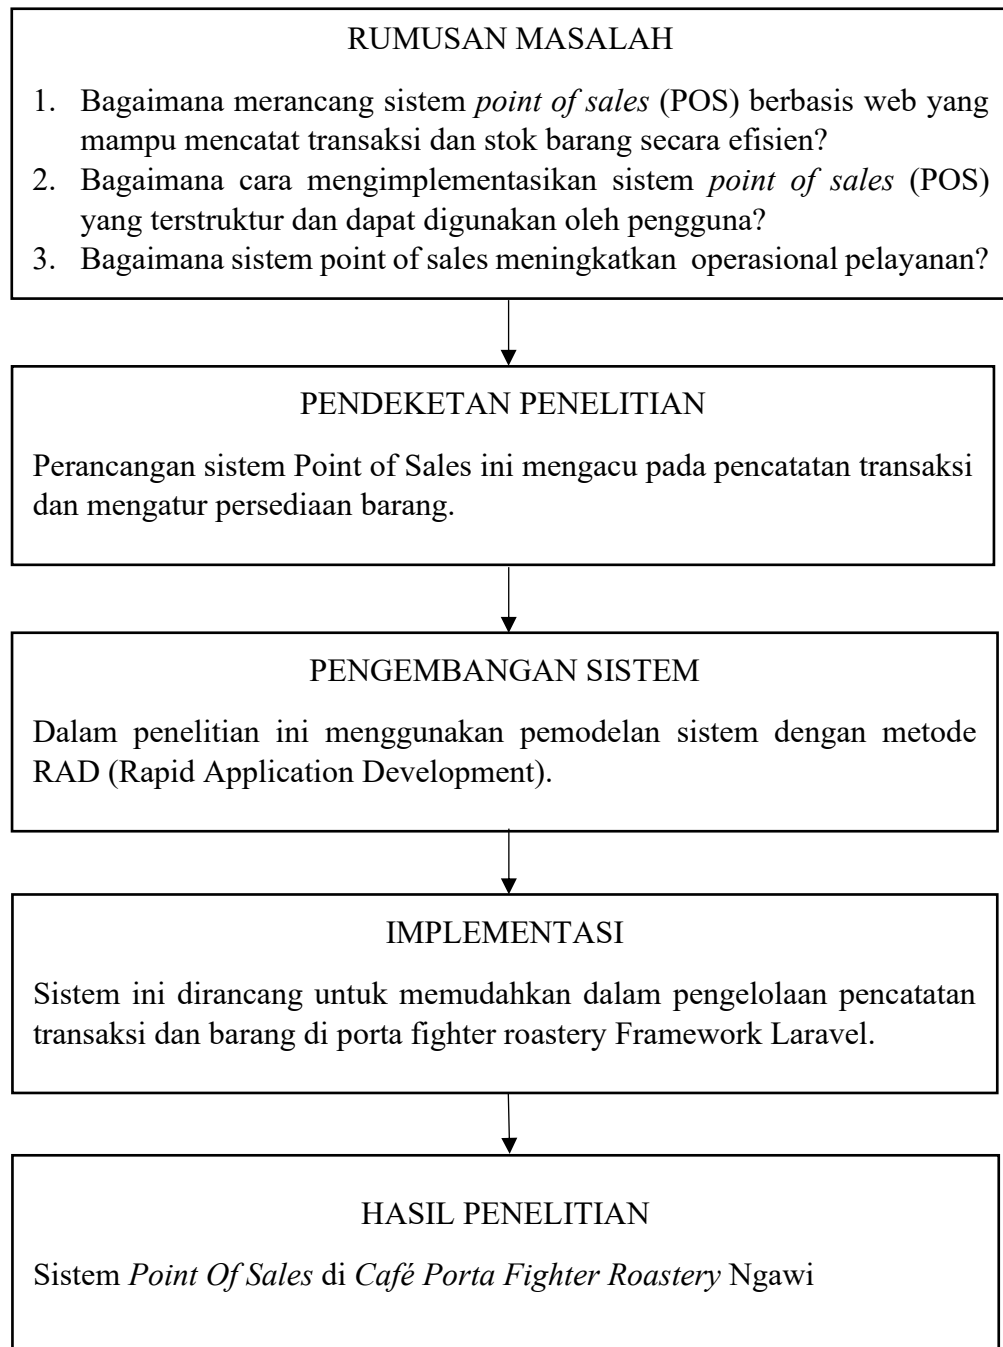 RUMUSAN MASALAH
1. Bagaimana merancang sistem point of sales (POS) berbasis web yang
mampu mencatat transaksi dan stok barang secara efisien?
2. Bagaimana cara mengimplementasikan sistem point of sales (POS)
yang terstruktur dan dapat digunakan oleh pengguna?
3. Bagaimana sistem point of sales meningkatkan operasional pelayanan?
PENDEKETAN PENELITIAN
Perancangan sistem Point of Sales ini mengacu pada pencatatan transaksi
dan mengatur persediaan barang.
PENGEMBANGAN SISTEM
Dalam penelitian ini menggunakan pemodelan sistem dengan metode
RAD (Rapid Application Development).
IMPLEMENTASI
Sistem ini dirancang untuk memudahkan dalam pengelolaan pencatatan
transaksi dan barang di porta fighter roastery Framework Laravel.
HASIL PENELITIAN
Sistem Point Of Sales di Café Porta Fighter Roastery Ngawi